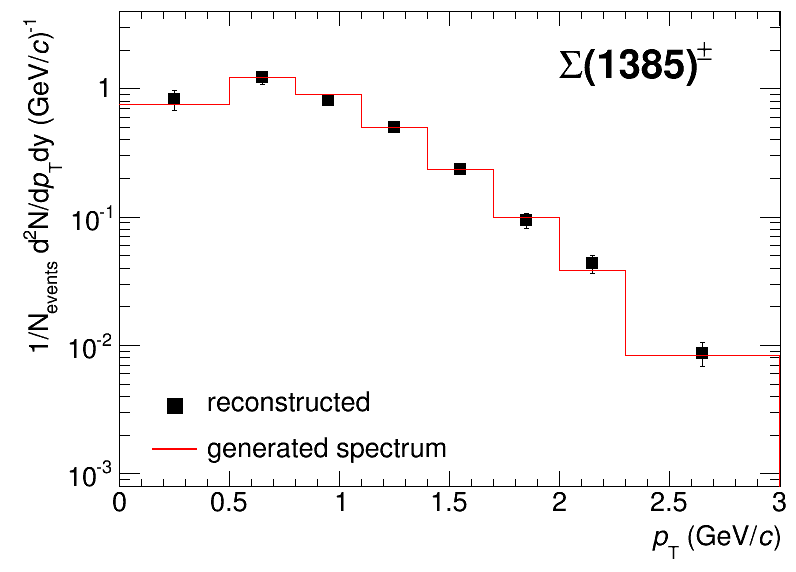 Σ(1385)±
1/Nevents d²N/dpTdy (GeV/c)-1
1
10-1
10-2
10-3
reconstructed
generated spectrum
0 0.5 1 1.5 2 2.5 3
pT (GeV/c)